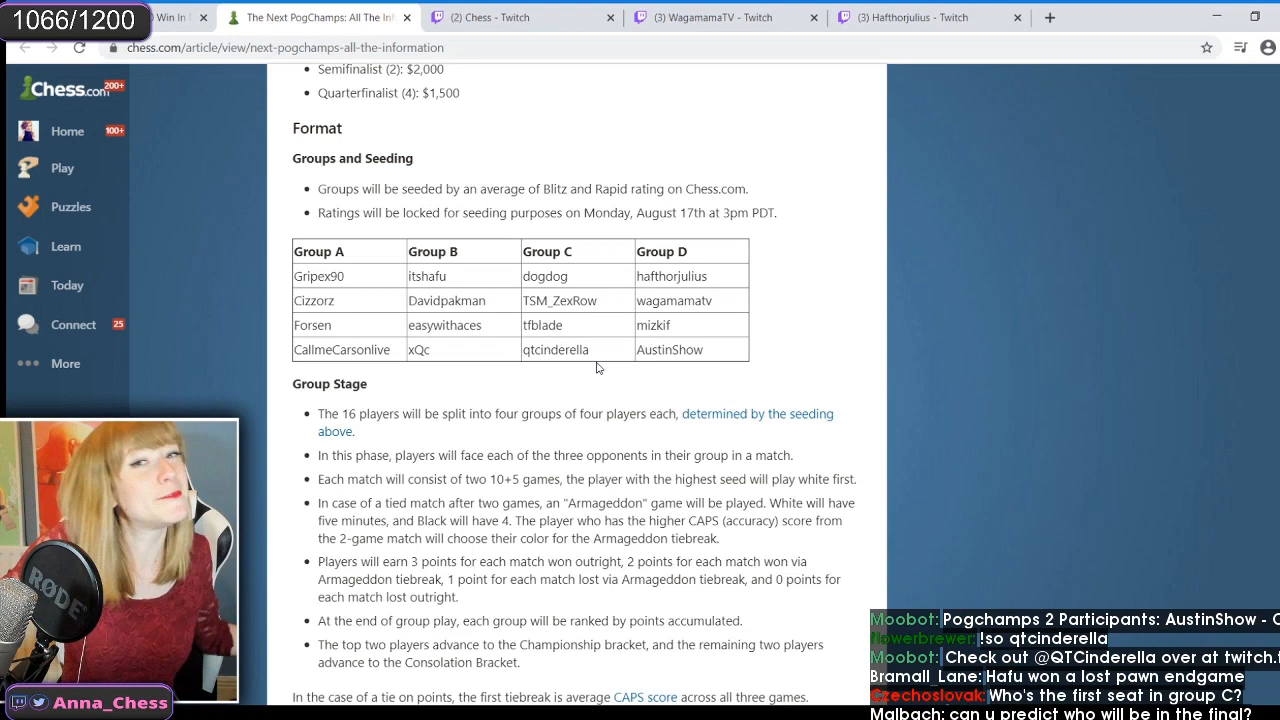 1066/1200
Win In
The Next PogChamps: All The Inf
(2) Chess - Twitch
(3) WagamamaTV - Twitch
(3) Hafthorjulius - Twitch
chess.com/article/view/next-pogchamps-all-the-information
Chess.com
200+
Home
100+
Play
Puzzles
Learn
Today
Connect
25
More
Semifinalist (2): $2,000
Quarterfinalist (4): $1,500
Format
Groups and Seeding
Groups will be seeded by an average of Blitz and Rapid rating on Chess.com.
Ratings will be locked for seeding purposes on Monday, August 17th at 3pm PDT.
Group A Group B Group C Group D
Gripex90 itshafu dogdog hafthorjulius
Cizzorz Davidpakman TSM_ZexRow wagamamatv
Forsen easywithaces tfblade mizkif
CallmeCarsonlive xQc qtcinderella AustinShow
Group Stage
The 16 players will be split into four groups of four players each, determined by the seeding
above.
In this phase, players will face each of the three opponents in their group in a match.
Each match will consist of two 10+5 games, the player with the highest seed will play white first.
In case of a tied match after two games, an "Armageddon" game will be played. White will have
five minutes, and Black will have 4. The player who has the higher CAPS (accuracy) score from
the 2-game match will choose their color for the Armageddon tiebreak.
Players will earn 3 points for each match won outright, 2 points for each match won via
Armageddon tiebreak, 1 point for each match lost via Armageddon tiebreak, and 0 points for
each match lost outright.
At the end of group play, each group will be ranked by points accumulated.
The top two players advance to the Championship bracket, and the remaining two players
advance to the Consolation Bracket.
In the case of a tie on points, the first tiebreak is average CAPS score across all three games.
RØDE
Anna_Chess
Moobot: Pogchamps 2 Participants: AustinShow - C
flowerbrewer: !so qtcinderella
Moobot: Check out @QTCinderella over at twitch.t
Bramall_Lane: Hafu won a lost pawn endgame
Czechoslovak: Who's the first seat in group C?
Malbach: can u predict who will be in the final?